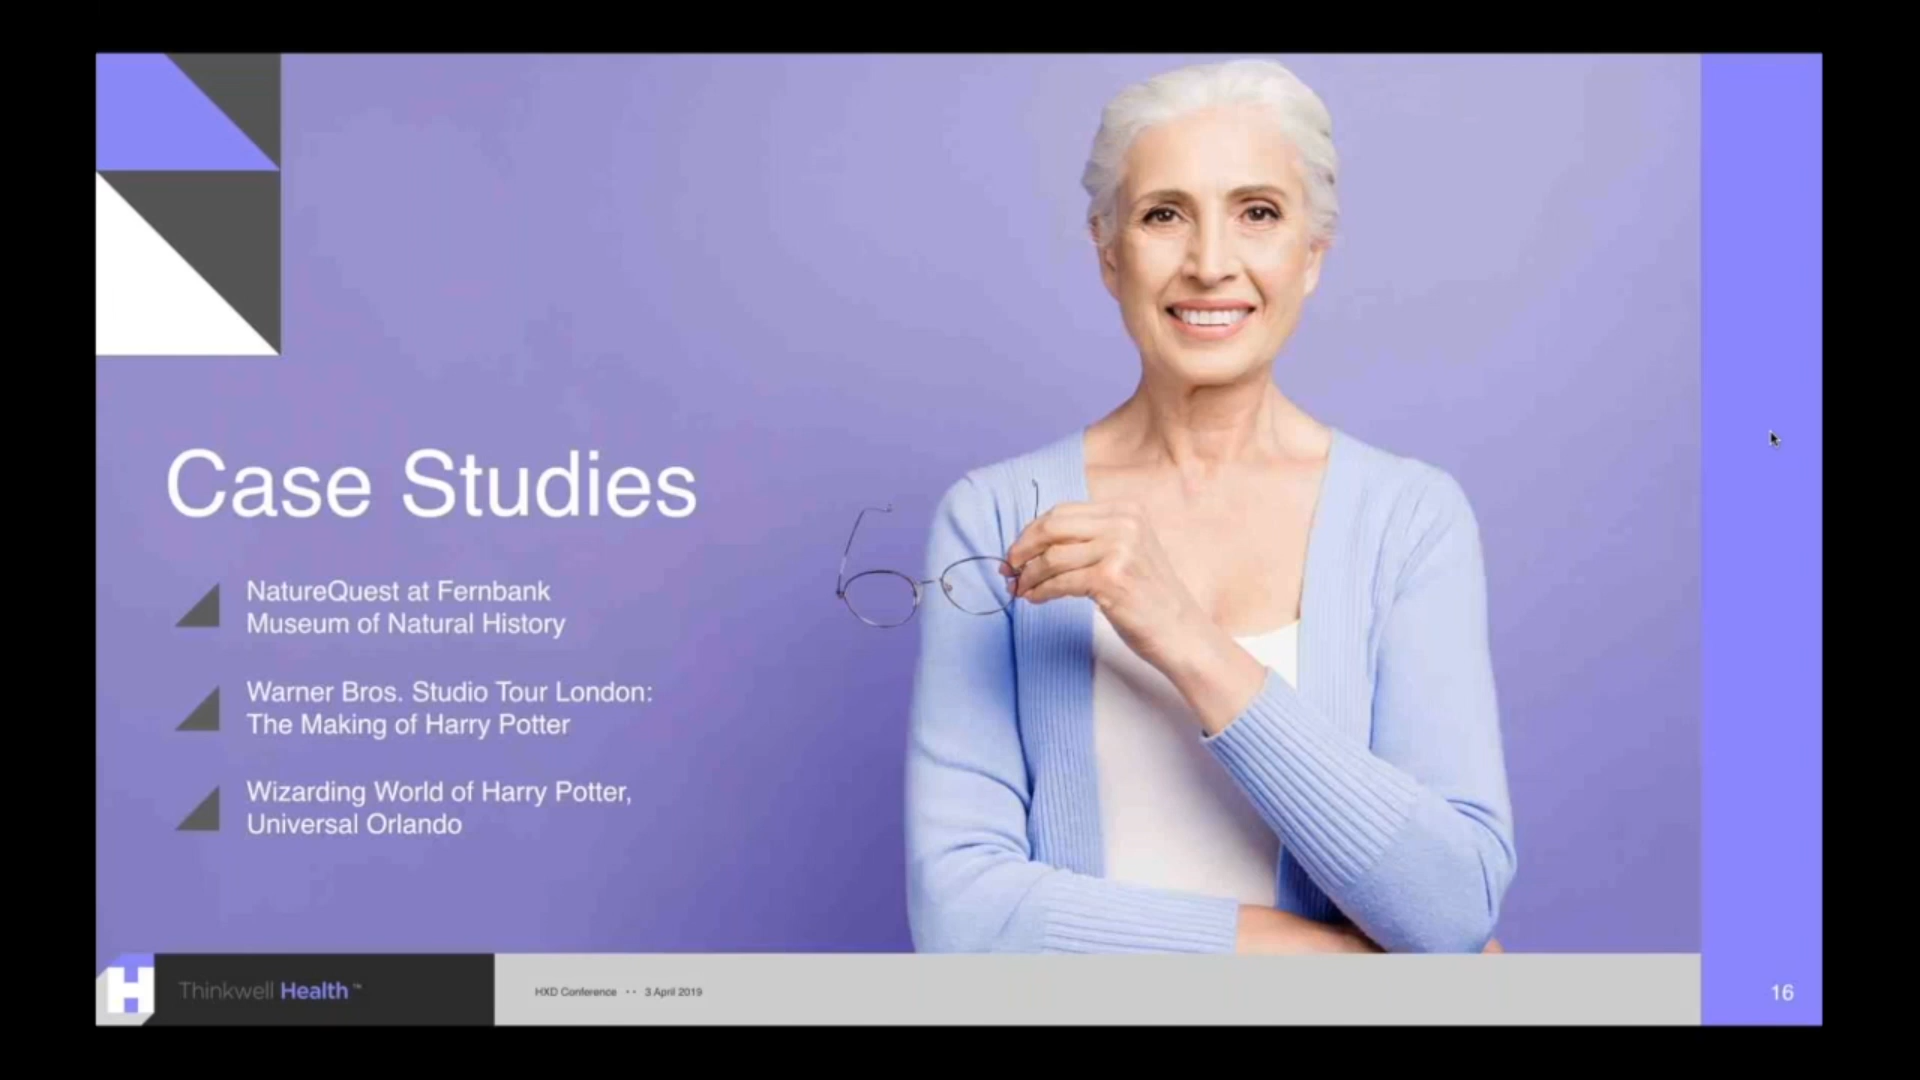 Case Studies
NatureQuest at Fernbank
Museum of Natural History
Warner Bros. Studio Tour London:
The Making of Harry Potter
Wizarding World of Harry Potter,
Universal Orlando
H
Thinkwell Health™
HXD Conference •• 3 April 2019
16